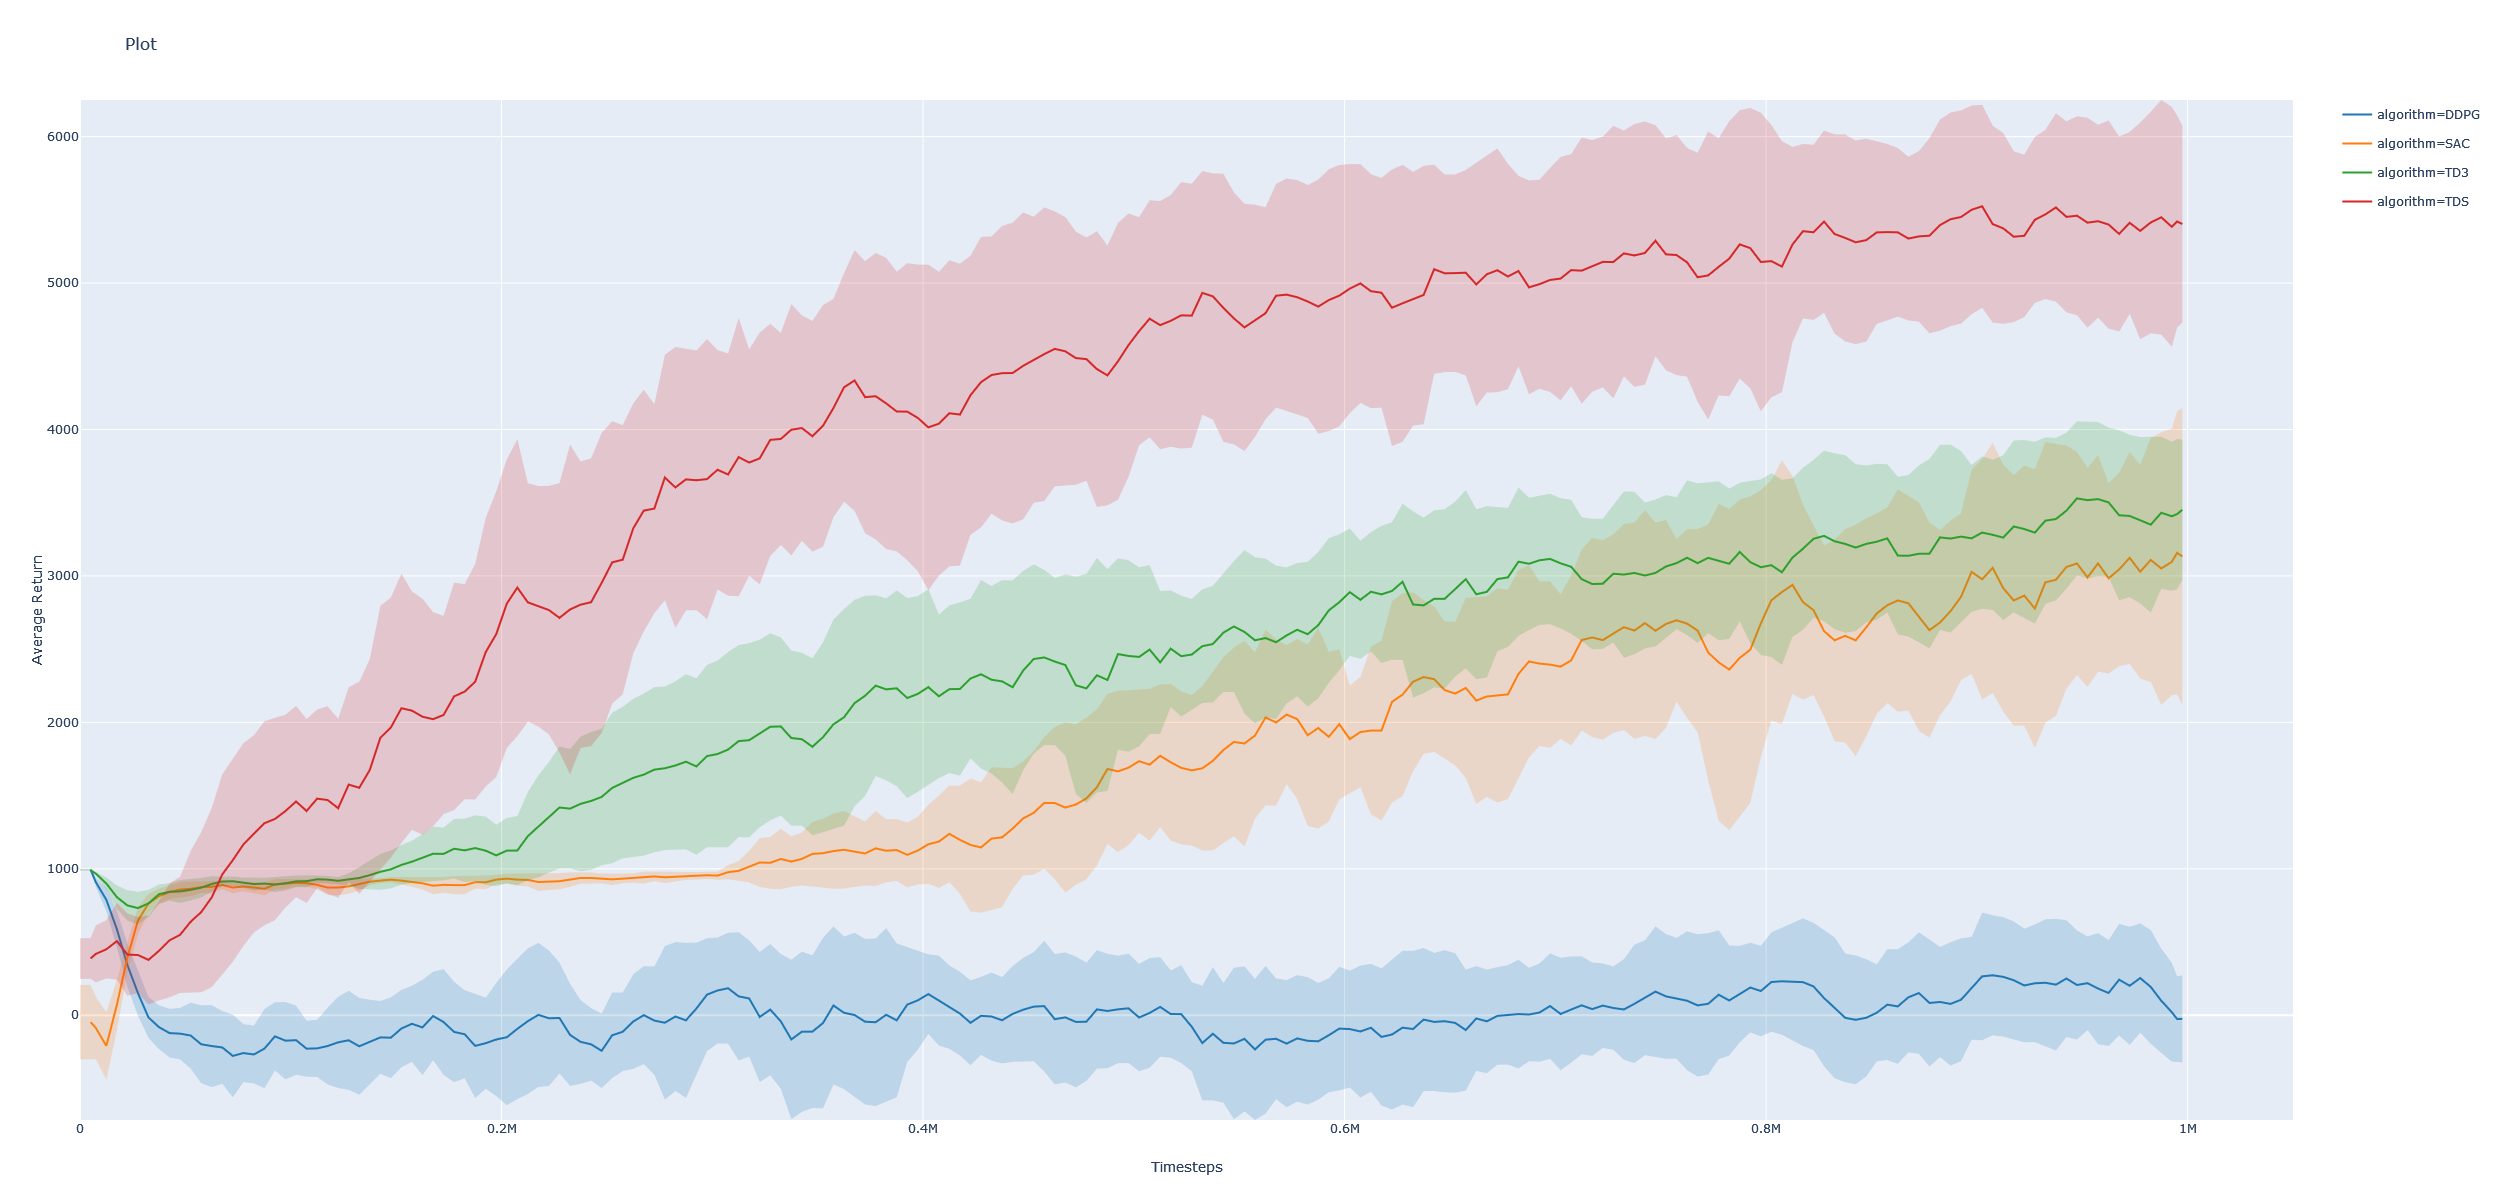 Plot
algorithm=DDPG
algorithm=SAC
algorithm=TD3
algorithm=TDS
6000
5000
4000
3000
2000
1000
0
Average Return
0
0.2M
0.4M
0.6M
0.8M
1M
Timesteps